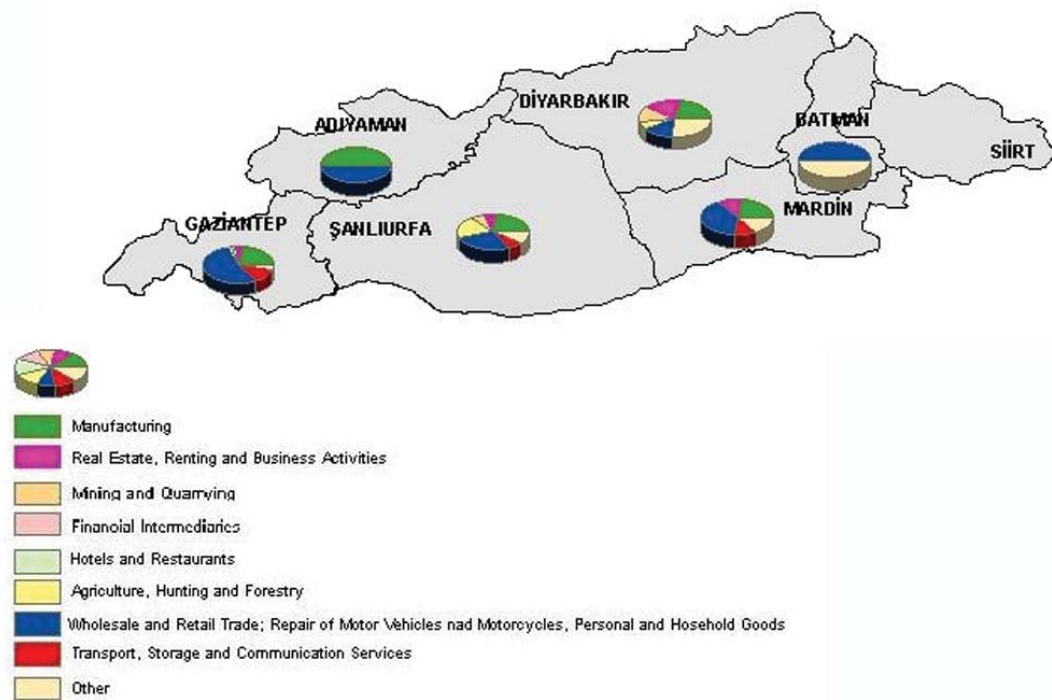 DİYARBAKIR
ADIYAMAN
BATMAN
SİİRT
GAZİANTEP
ŞANLIURFA
MARDİN
Manufacturing
Real Estate, Renting and Business Activities
Mining and Quarrying
Financial Intermediaries
Hotels and Restaurants
Agriculture, Hunting and Forestry
Wholesale and Retail Trade; Repair of Motor Vehicles nad Motorcycles, Personal and Hosehold Goods
Transport, Storage and Communication Services
Other